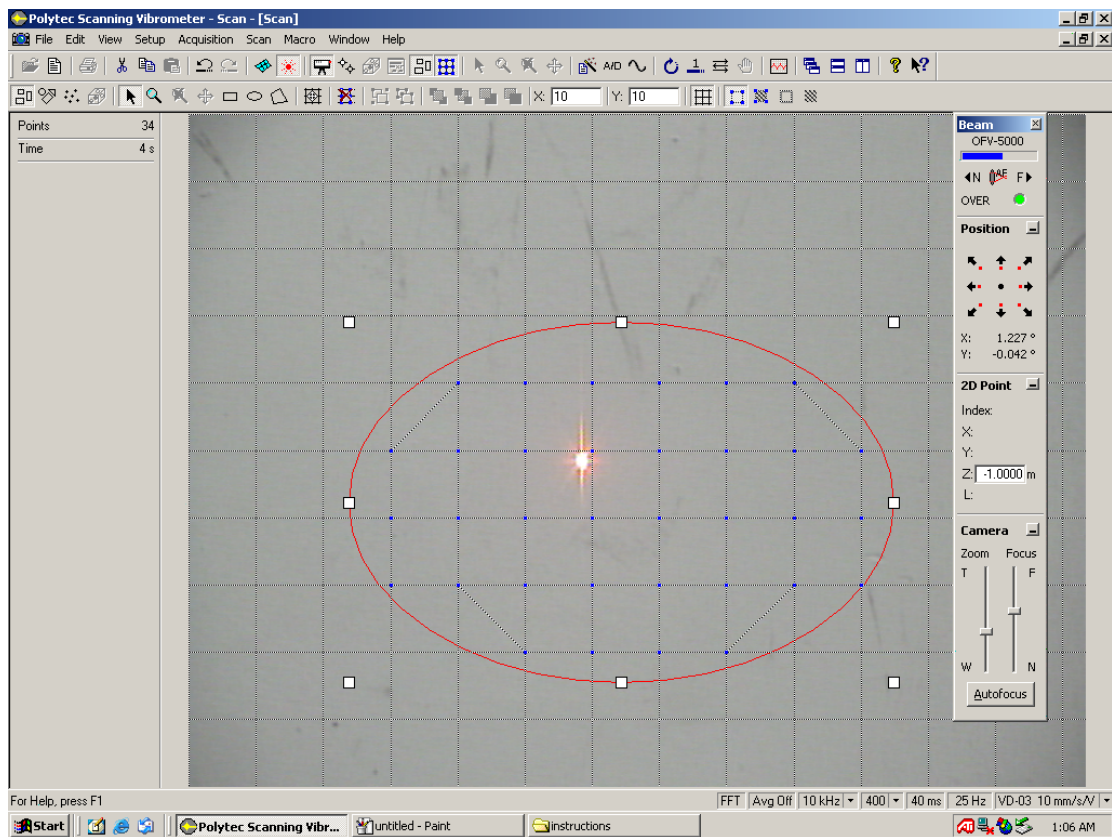 Polytec Scanning Vibrometer - Scan - [Scan]
File Edit View Setup Acquisition Scan Macro Window Help
A/D 1
X: 10 Y: 10
Points 34
Time 4 s
Beam
OFV-5000
N AF F
OVER
Position
X: 1.227 °
Y: -0.042 °
2D Point
Index:
X:
Y:
Z: -1.0000 m
L:
Camera
Zoom Focus
T F
W N
Autofocus
For Help, press F1 FFT Avg Off 10 kHz 400 40 ms 25 Hz VD-03 10 mm/s/V
Start Polytec Scanning Vibr... untitled - Paint instructions 1:06 AM